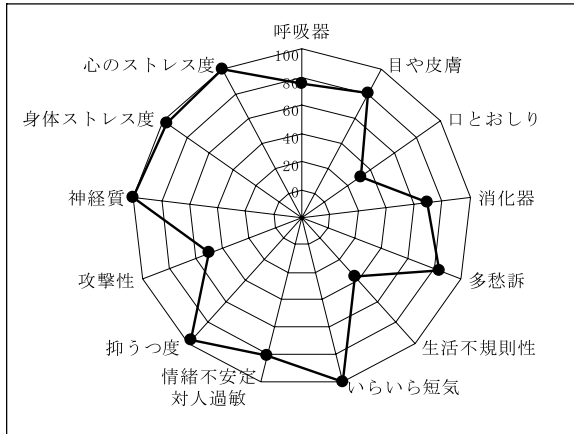 呼吸器
100
80
60
40
20
0
目や皮膚
口とおしり
消化器
多愁訴
生活不規則性
いらいら短気
情緒不安定
対人過敏
抑うつ度
攻撃性
神経質
身体ストレス度
心のストレス度